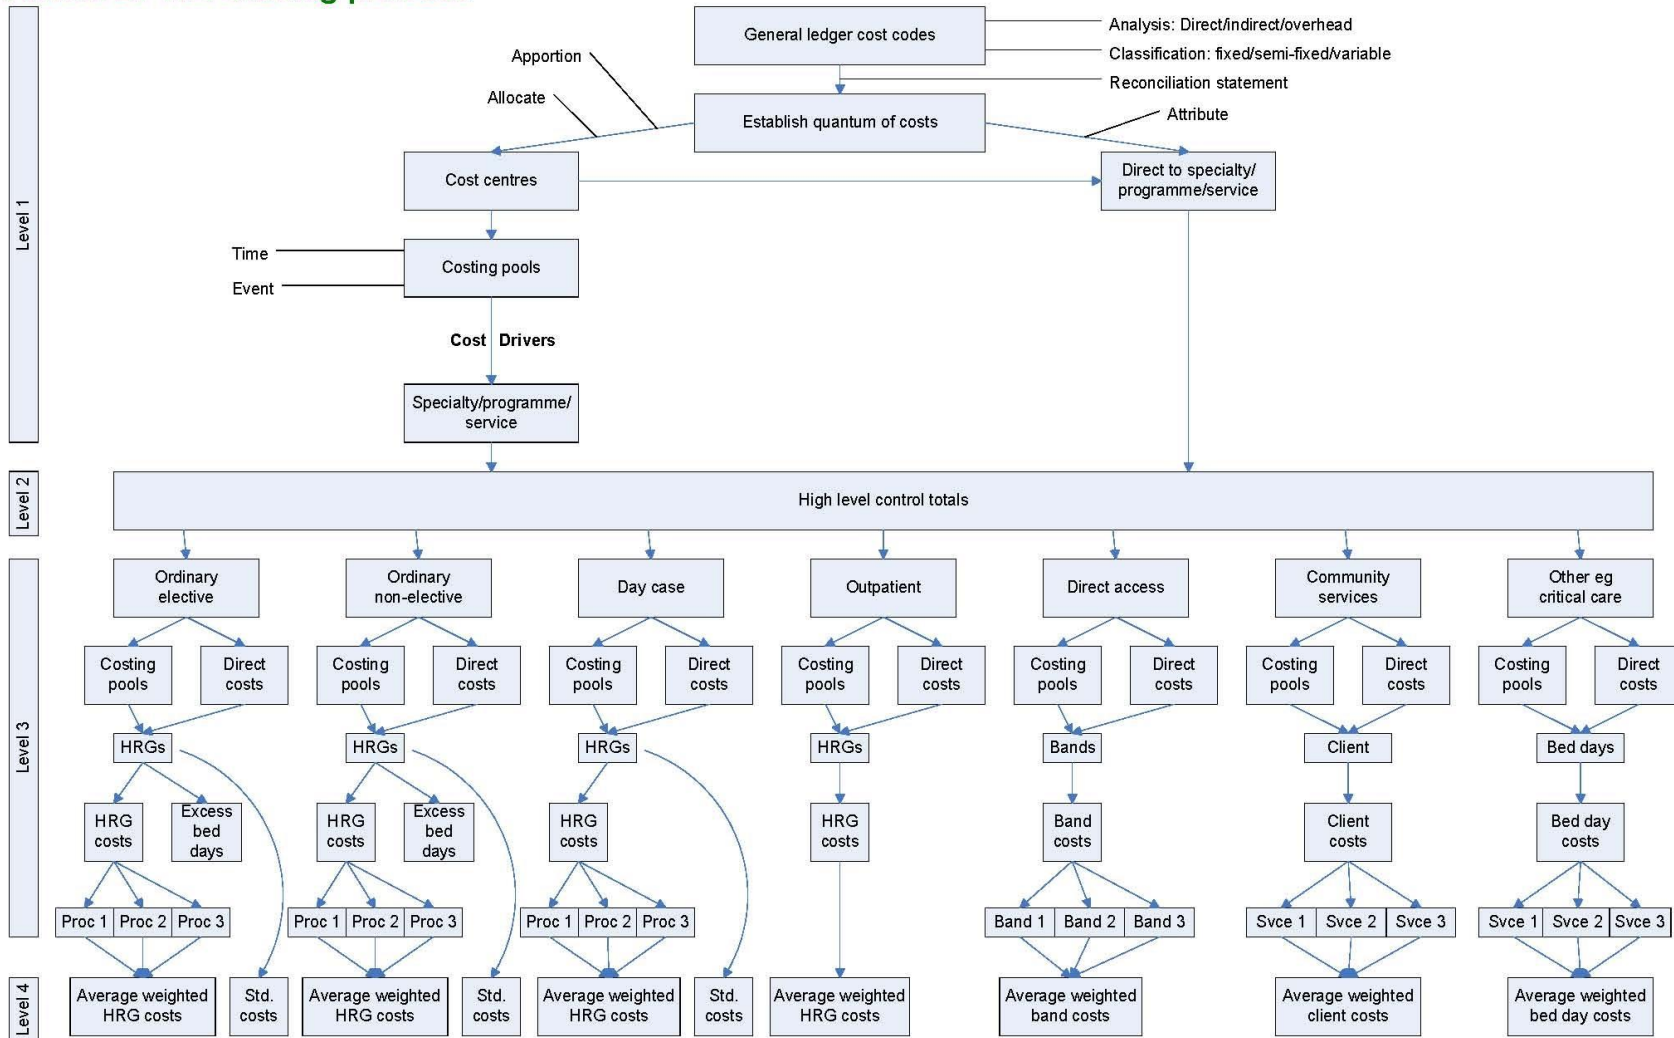 General ledger cost codes
Analysis: Direct/indirect/overhead
Classification: fixed/semi-fixed/variable
Reconciliation statement
Apportion
Allocate
Establish quantum of costs
Attribute
Cost centres
Direct to specialty/
programme/service
Level 1
Time
Event
Costing pools
Cost Drivers
Specialty/programme/
service
Level 2
High level control totals
Level 3
Ordinary
elective
Ordinary
non-elective
Day case
Outpatient
Direct access
Community
services
Other eg
critical care
Costing
pools
Direct
costs
Costing
pools
Direct
costs
Costing
pools
Direct
costs
Costing
pools
Direct
costs
Costing
pools
Direct
costs
Costing
pools
Direct
costs
Costing
pools
Direct
costs
HRGs
HRGs
HRGs
HRGs
Bands
Client
Bed days
HRG
costs
Excess
bed
days
HRG
costs
Excess
bed
days
HRG
costs
HRG
costs
Band
costs
Client
costs
Bed day
costs
Proc 1 Proc 2 Proc 3
Proc 1 Proc 2 Proc 3
Proc 1 Proc 2 Proc 3
Band 1 Band 2 Band 3
Svce 1 Svce 2 Svce 3
Svce 1 Svce 2 Svce 3
Level 4
Average weighted
HRG costs
Std.
costs
Average weighted
HRG costs
Std.
costs
Average weighted
HRG costs
Std.
costs
Average weighted
HRG costs
Average weighted
band costs
Average weighted
client costs
Average weighted
bed day costs